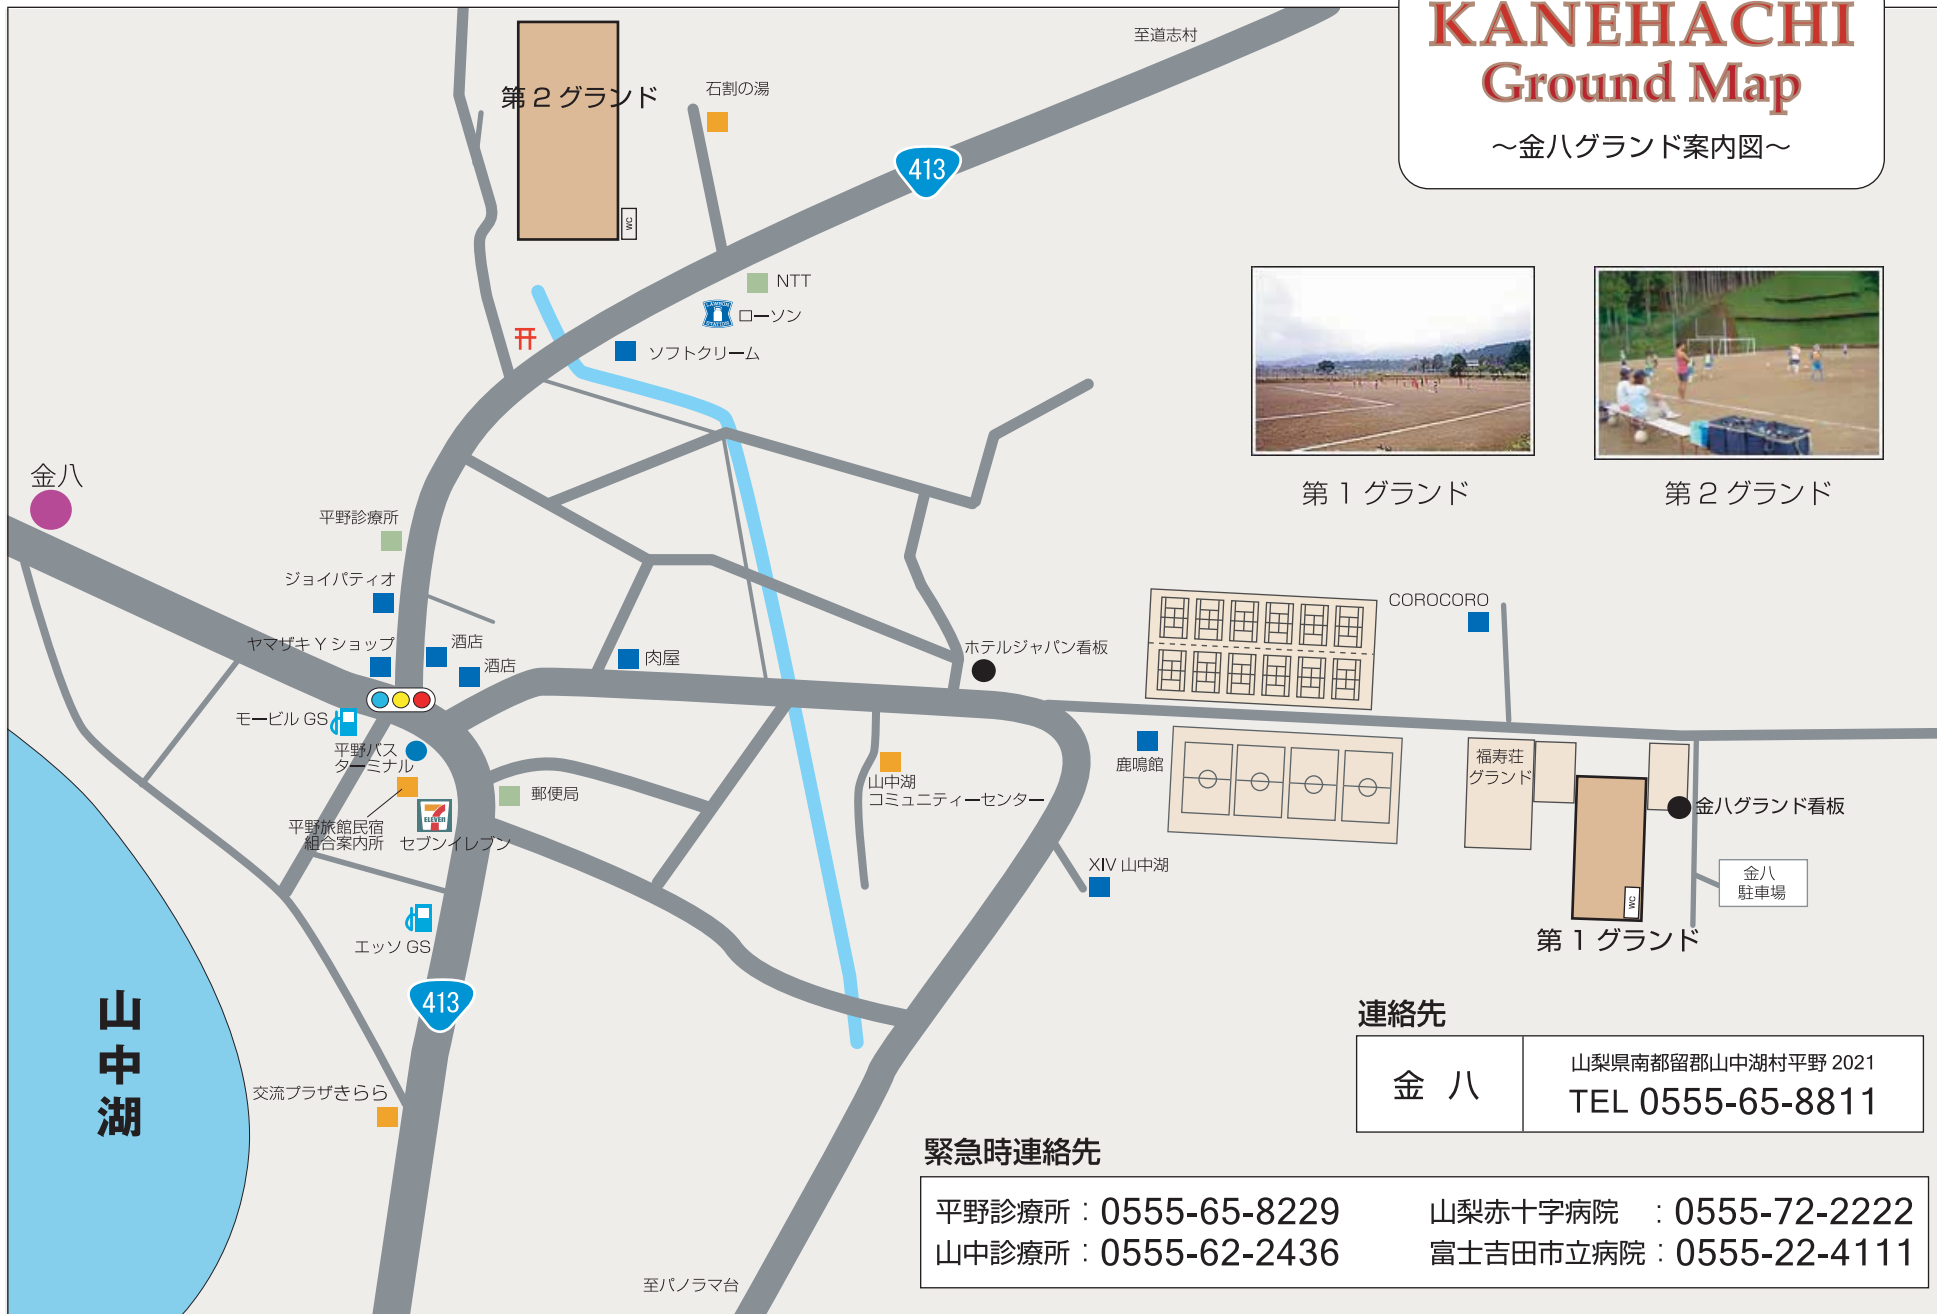 KANEHACHI
Ground Map
～金八グランド案内図～
至道志村
第2グランド
石割の湯
WC
413
NTT
LAWSON
STATION
ローソン
ソフトクリーム
第1グランド
第2グランド
金八
平野診療所
ジョイパティオ
ヤマザキYショップ
酒店
酒店
肉屋
ホテルジャパン看板
COROCORO
モービルGS
平野バス
ターミナル
平野旅館民宿
組合案内所
7
ELEVEN
セブンイレブン
郵便局
山中湖
コミュニティーセンター
鹿鳴館
福寿荘
グランド
金八グランド看板
XIV 山中湖
金八
駐車場
WC
第1グランド
エッソGS
413
山中湖
交流プラザきらら
至パノラマ台
連絡先
金八
山梨県南都留郡山中湖村平野2021
TEL 0555-65-8811
緊急時連絡先
平野診療所：0555-65-8229
山梨赤十字病院：0555-72-2222
山中診療所：0555-62-2436
富士吉田市立病院：0555-22-4111